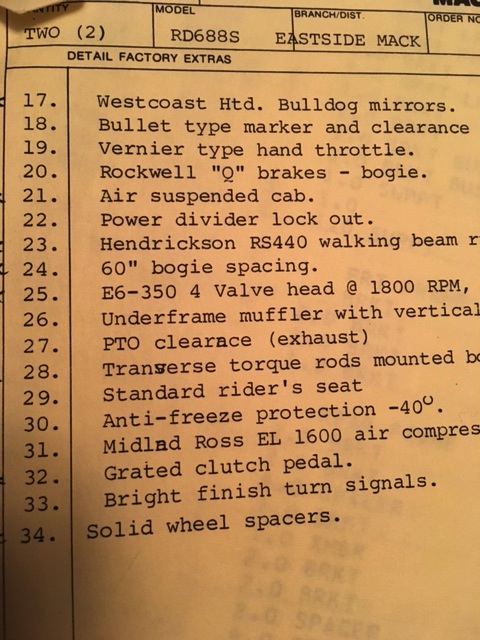 MODEL
BRANCH/DIST.
ORDER NO
TWO (2)
RD688S
EASTSIDE MACK
DETAIL FACTORY EXTRAS
17. Westcoast Htd. Bulldog mirrors.
18. Bullet type marker and clearance
19. Vernier type hand throttle.
20. Rockwell "Q" brakes - bogie.
21. Air suspended cab.
22. Power divider lock out.
23. Hendrickson RS440 walking beam
24. 60" bogie spacing.
25. E6-350 4 Valve head @ 1800 RPM,
26. Underframe muffler with vertical
27. PTO clearance (exhaust)
28. Transverse torque rods mounted
29. Standard rider's seat
30. Anti-freeze protection -40º.
31. Midlad Ross EL 1600 air compres
32. Grated clutch pedal.
33. Bright finish turn signals.
34. Solid wheel spacers.